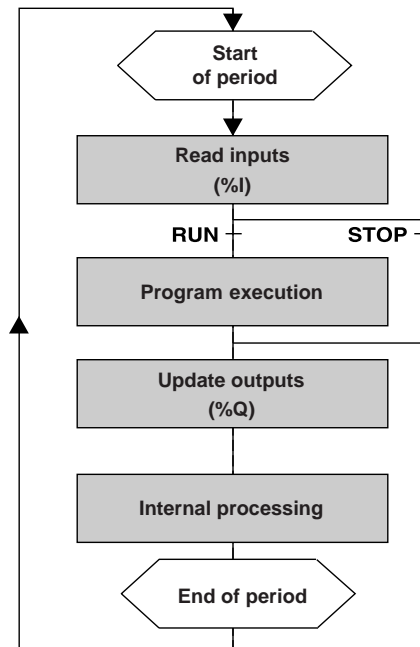 Start
of period
Read inputs
(%I)
RUN
STOP
Program execution
Update outputs
(%Q)
Internal processing
End of period